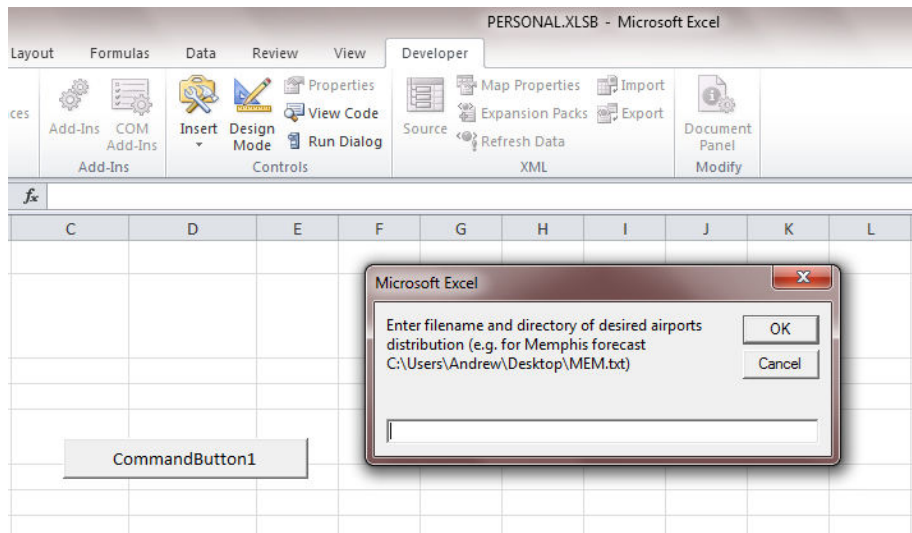 PERSONAL.XLSB - Microsoft Excel
Layout Formulas Data Review View Developer
Properties Map Properties Import
View Code Expansion Packs Export
ces Add-Ins COM Add-Ins Insert Design Mode Run Dialog Source Refresh Data Document Panel
Add-Ins Controls XML Modify
fx
C D E F G H I J K L
Microsoft Excel
Enter filename and directory of desired airports
distribution (e.g. for Memphis forecast
C:\Users\Andrew\Desktop\MEM.txt)
OK
Cancel
CommandButton1